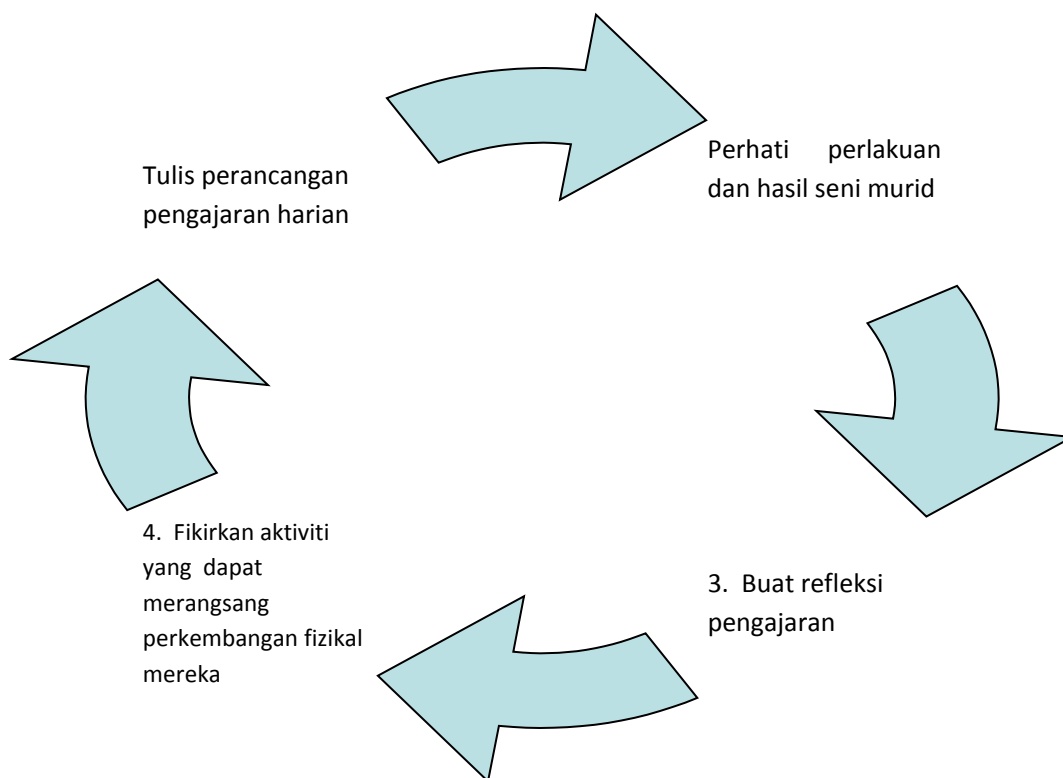 Tulis perancangan
pengajaran harian
Perhati perlakuan
dan hasil seni murid
3. Buat refleksi
pengajaran
4. Fikirkan aktiviti
yang dapat
merangsang
perkembangan fizikal
mereka